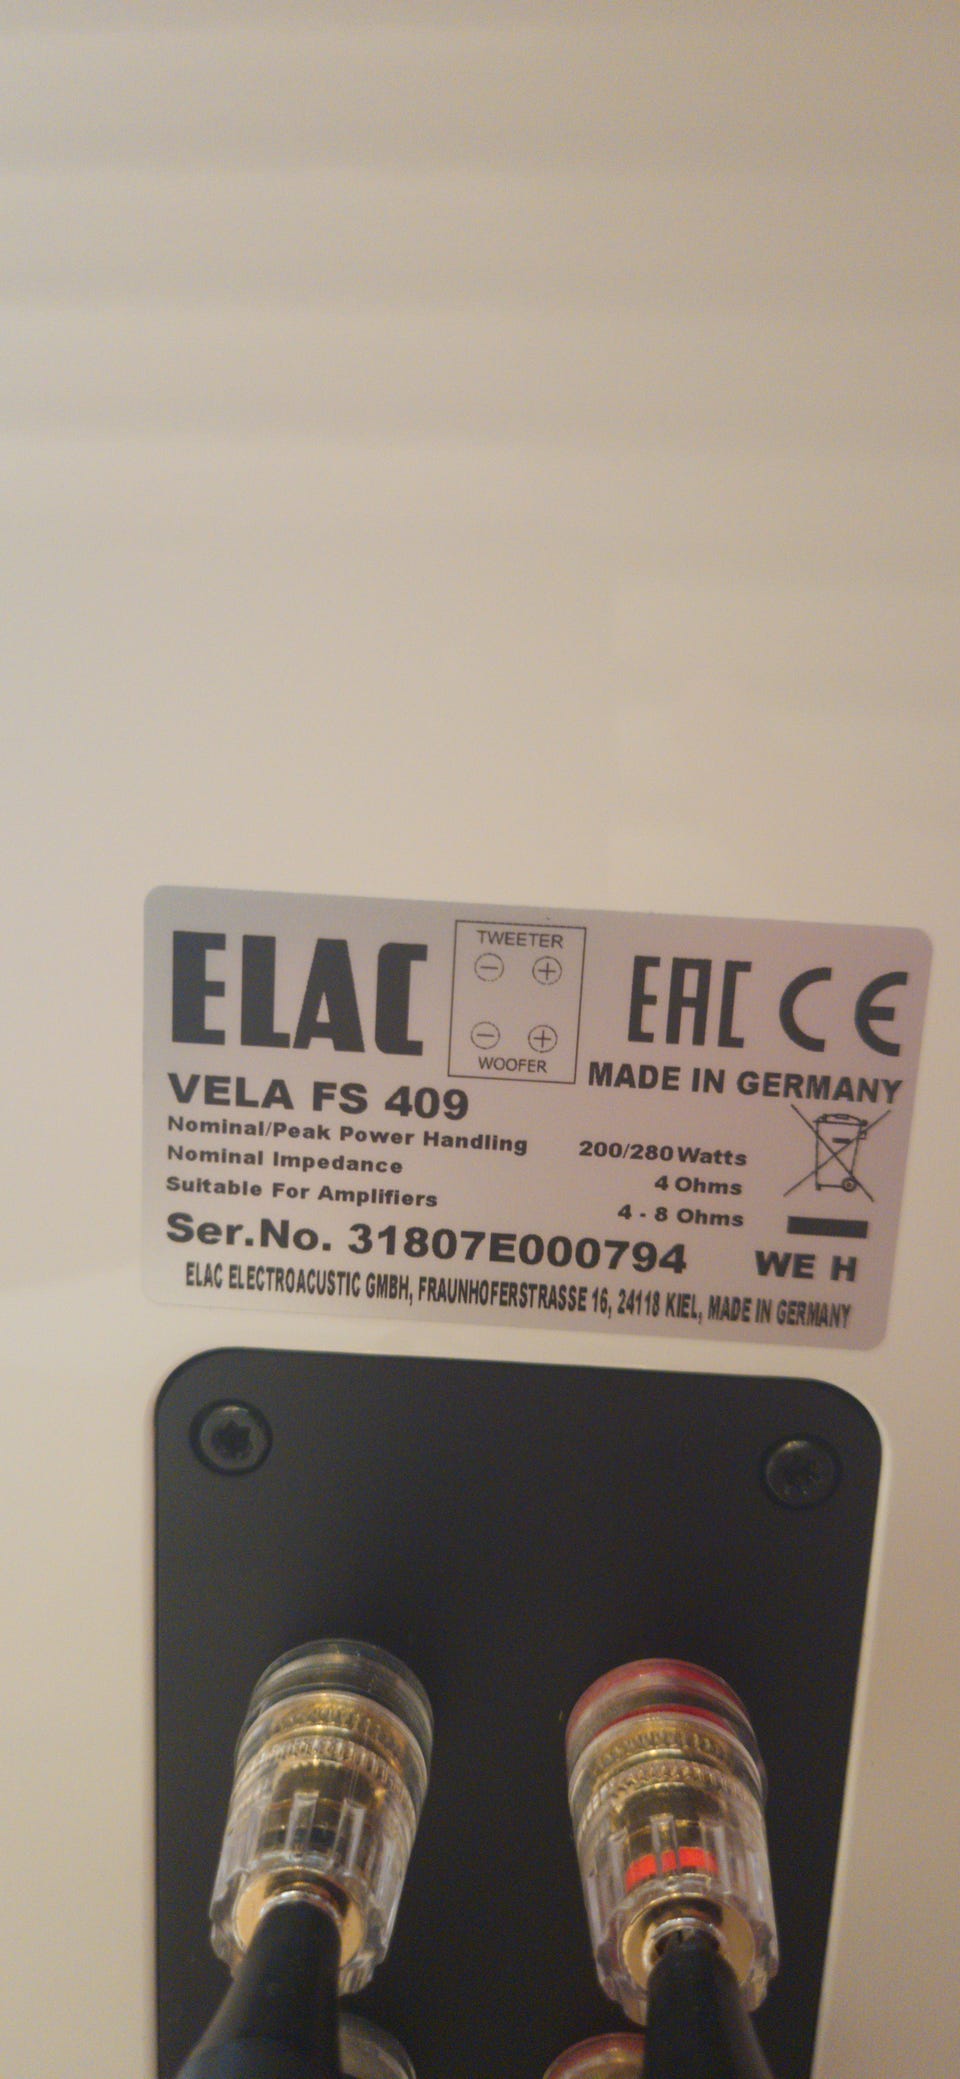 ELAC
TWEETER
− +
− +
WOOFER
EAC CE
MADE IN GERMANY
VELA FS 409
Nominal/Peak Power Handling 200/280 Watts
Nominal Impedance 4 Ohms
Suitable For Amplifiers 4 - 8 Ohms
Ser.No. 31807E000794 WE H
ELAC ELECTROACUSTIC GMBH, FRAUNHOFERSTRASSE 16, 24118 KIEL, MADE IN GERMANY